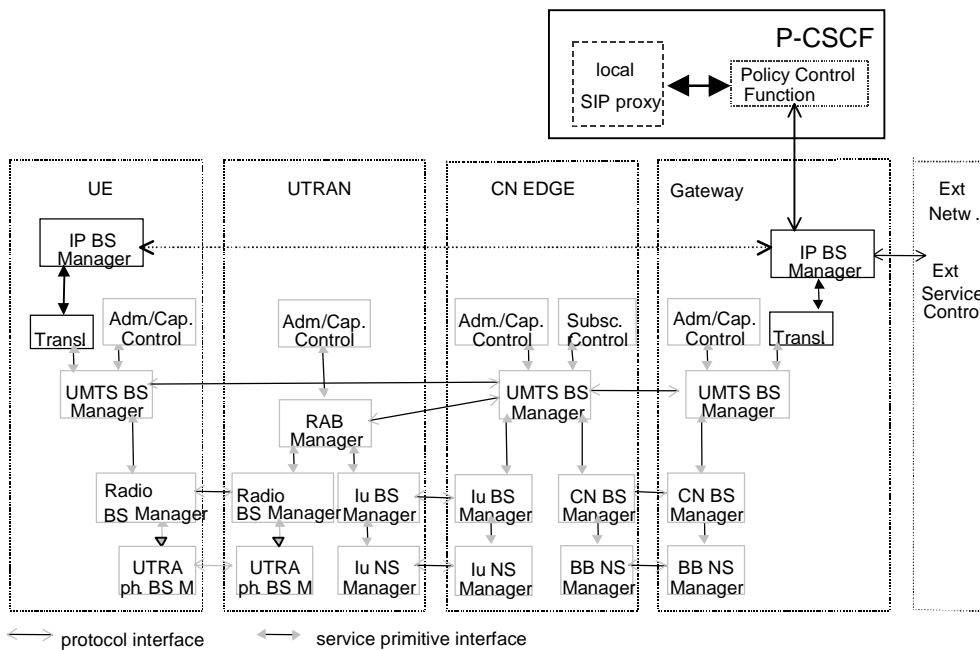 P-CSCF
local
SIP proxy
Policy Control
Function
UE
UTRAN
CN EDGE
Gateway
Ext
Netw .
IP BS
Manager
IP BS
Manager
Ext
Service
Control
Transl
Adm./Cap.
Control
Adm/Cap.
Control
Adm./Cap.
Control
Subsc.
Control
Adm/Cap.
Control
Transl.
UMTS BS
Manager
UMTS BS
Manager
UMTS BS
Manager
RAB
Manager
Radio
BS Manager
Radio
BS Manager
Iu BS
Manager
Iu BS
Manager
CN BS
Manager
CN BS
Manager
UTRA
ph. BS M
UTRA
ph. BS M
Iu NS
Manager
Iu NS
Manager
BB NS
Manager
BB NS
Manager
protocol interface
service primitive interface